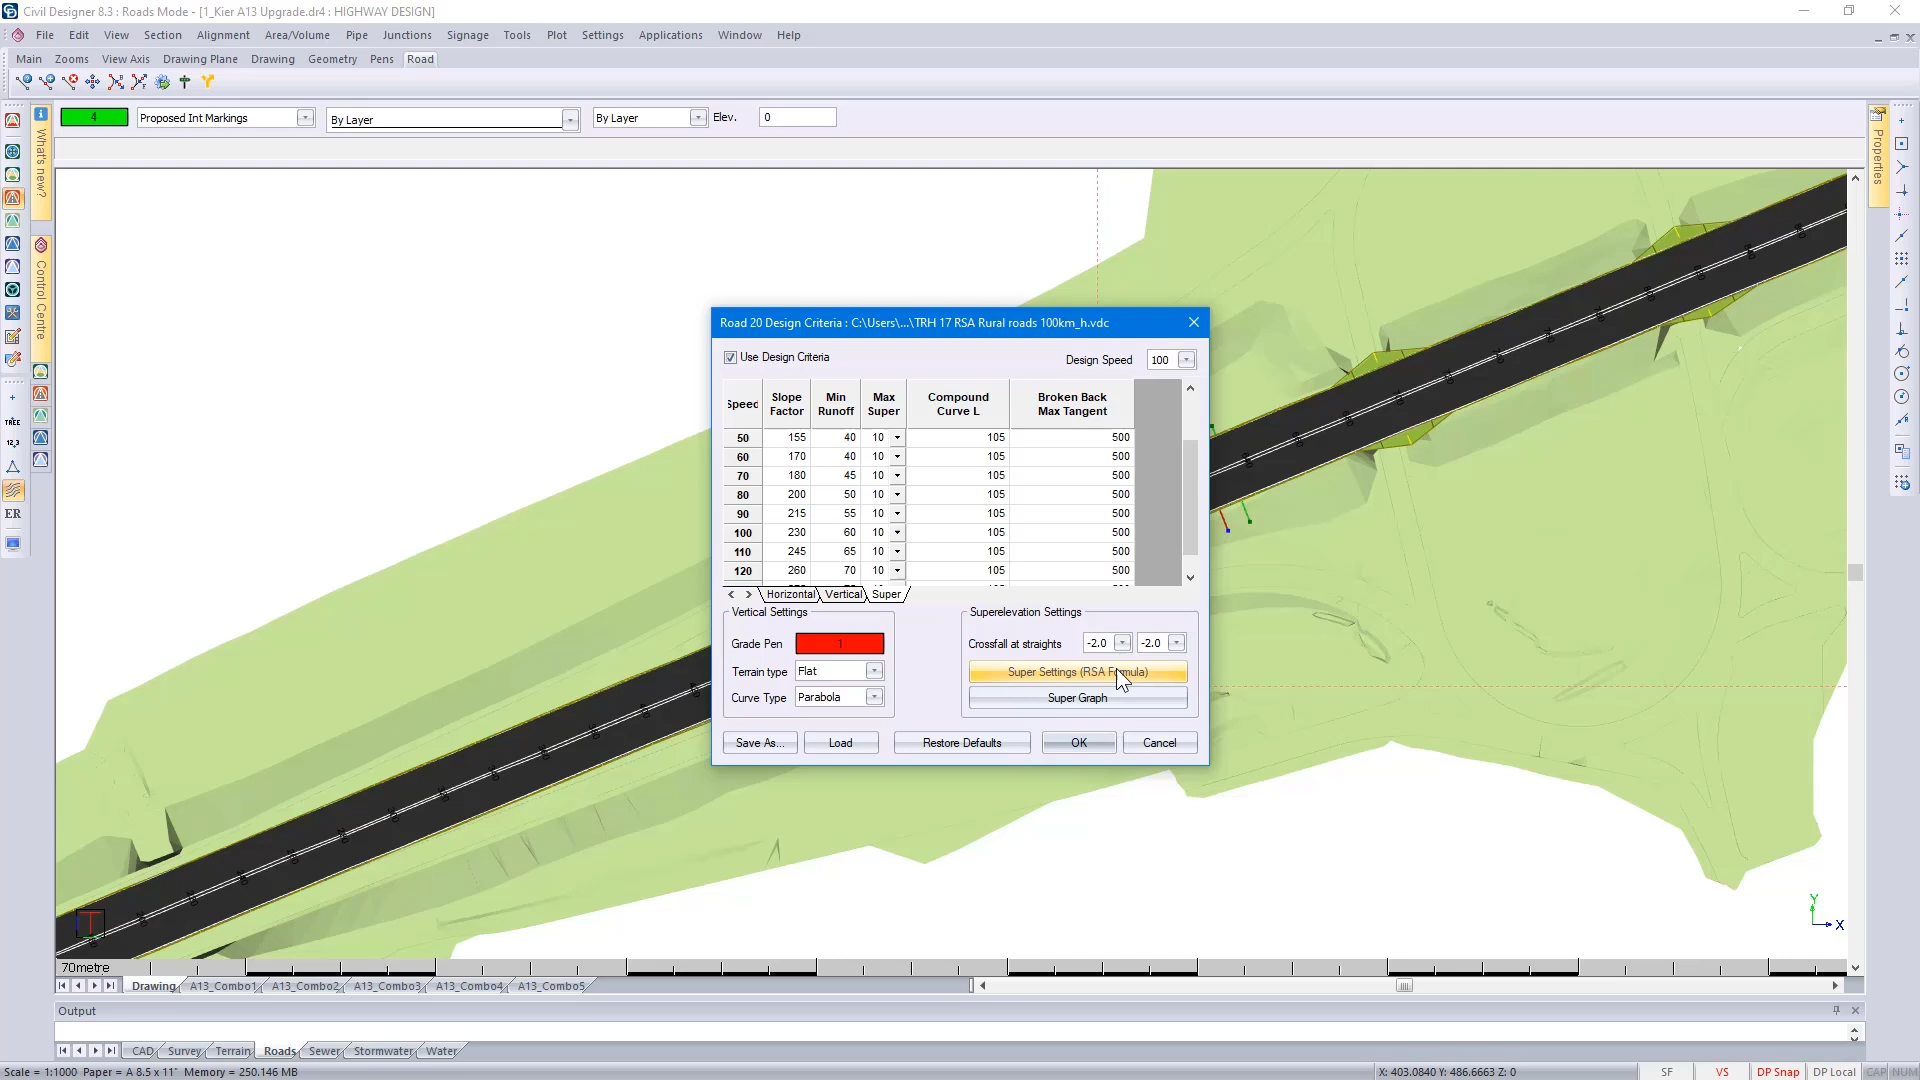 Civil Designer 8.3 : Roads Mode - [1_Kier A13 Upgrade.dr4 : HIGHWAY DESIGN]
File Edit View Section Alignment Area/Volume Pipe Junctions Signage Tools Plot Settings Applications Window Help
Main Zooms View Axis Drawing Plane Drawing Geometry Pens Road
4 Proposed Int Markings By Layer By Layer Elev. 0
What's new?
Control Centre
Properties
TREE
12.3
ER
Road 20 Design Criteria : C:\Users\...\TRH 17 RSA Rural roads 100km_h.vdc
Use Design Criteria Design Speed 100
Speed Slope Factor Min Runoff Max Super Compound Curve L Broken Back Max Tangent
50 155 40 10 105 500
60 170 40 10 105 500
70 180 45 10 105 500
80 200 50 10 105 500
90 215 55 10 105 500
100 230 60 10 105 500
110 245 65 10 105 500
120 260 70 10 105 500
Horizontal Vertical Super
Vertical Settings Superelevation Settings
Grade Pen 1 Crossfall at straights -2.0 -2.0
Terrain type Flat Super Settings (RSA Formula)
Curve Type Parabola Super Graph
Save As... Load Restore Defaults OK Cancel
Y
X
70metre
Drawing A13_Combo1 A13_Combo2 A13_Combo3 A13_Combo4 A13_Combo5
Output
CAD Survey Terrain Roads Sewer Stormwater Water
Scale = 1:1000 Paper = A 8.5 x 11" Memory = 250.146 MB X: 403.0840 Y: 486.6663 Z: 0 SF VS DP Snap DP Local CAP NUM